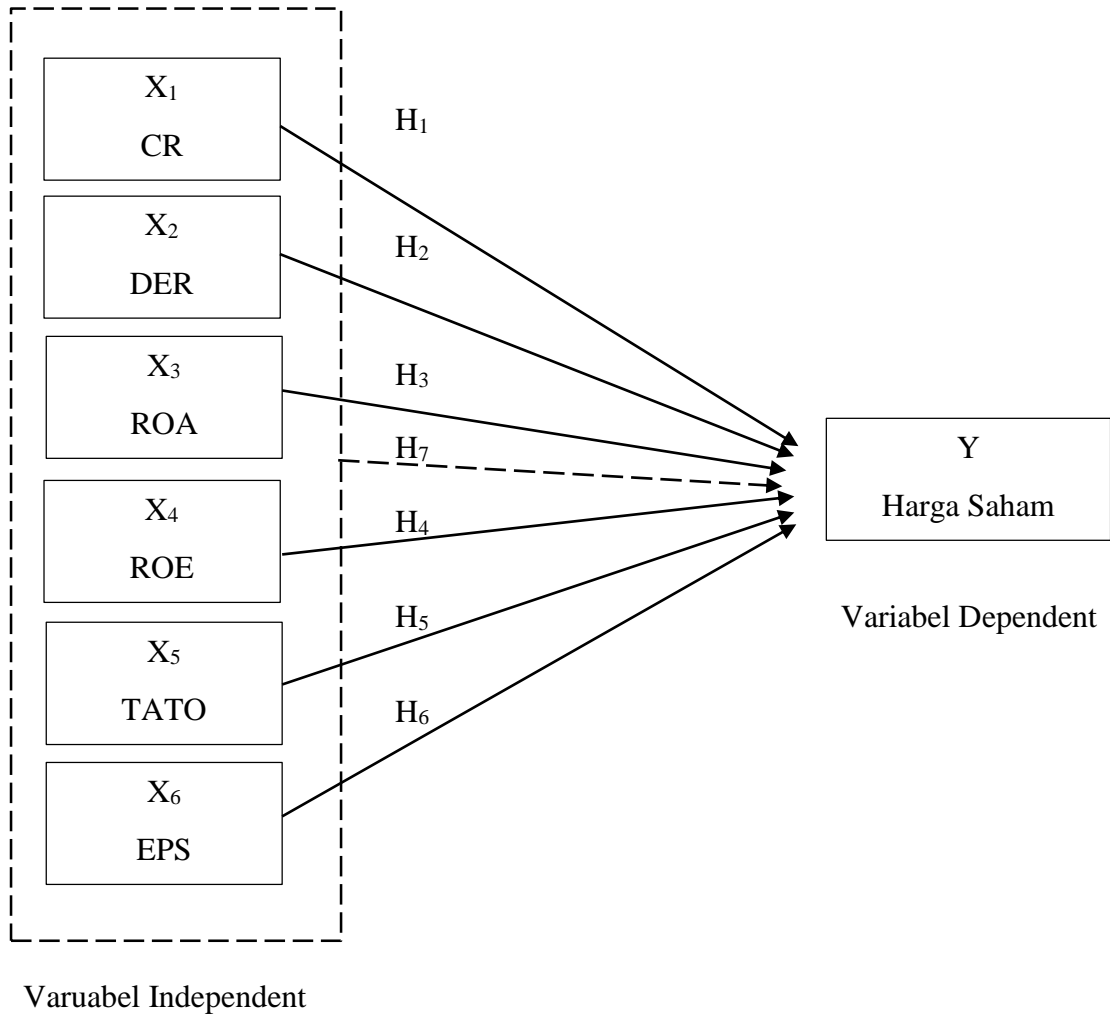 X₁
CR
H₁
X₂
DER
H₂
X₃
ROA
H₃
H₇
X₄
ROE
H₄
X₅
TATO
H₅
X₆
EPS
H₆
Y
Harga Saham
Variabel Dependent
Varuabel Independent